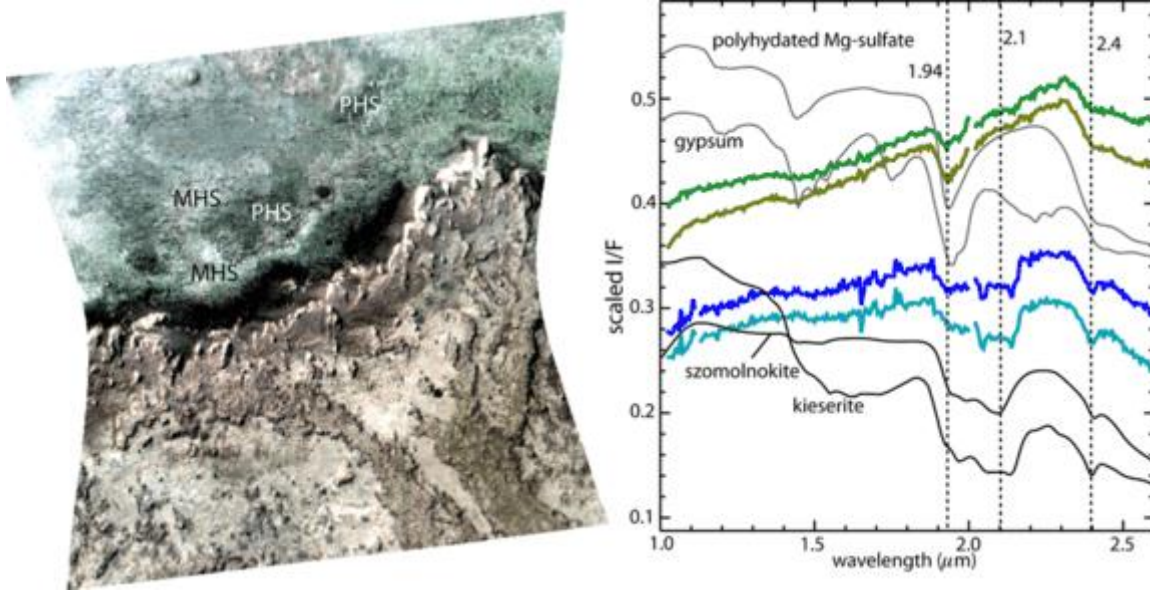 PHS
MHS
PHS
MHS
polyhydated Mg-sulfate
2.1
2.4
1.94
0.5
gypsum
0.4
scaled I/F
0.3
szomolnokite
kieserite
0.2
0.1
1.0 1.5 2.0 2.5
wavelength (μm)